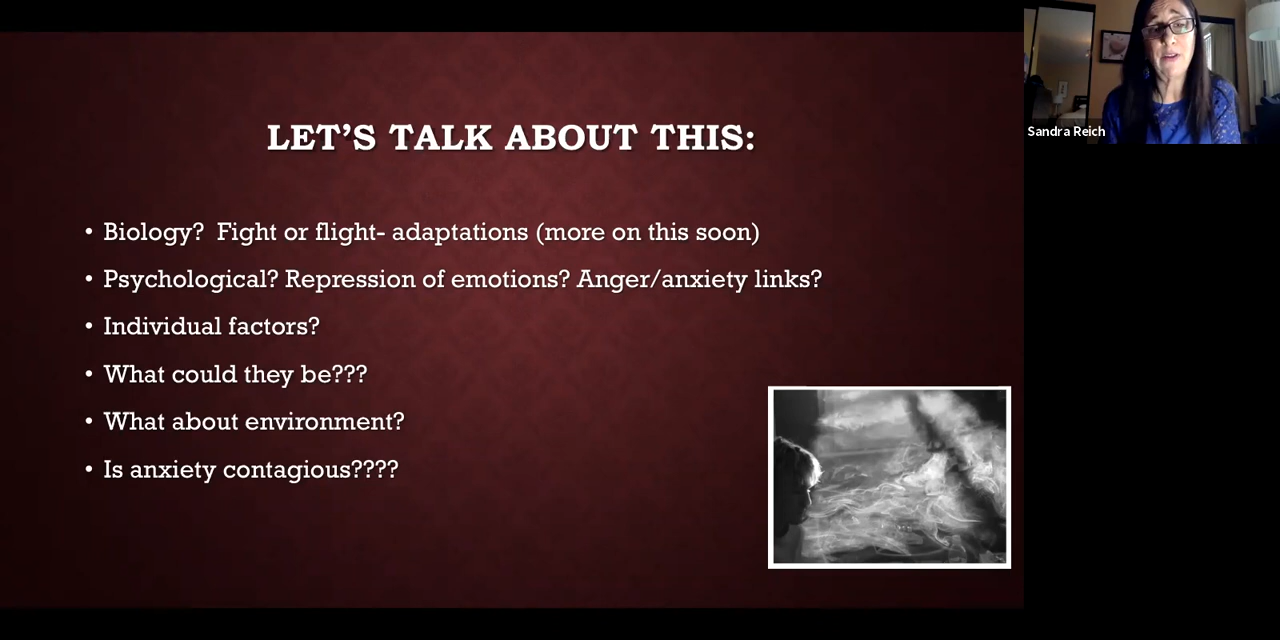 LET'S TALK ABOUT THIS:
• Biology?  Fight or flight- adaptations (more on this soon)
• Psychological? Repression of emotions? Anger/anxiety links?
• Individual factors?
• What could they be???
• What about environment?
• Is anxiety contagious????
Sandra Reich